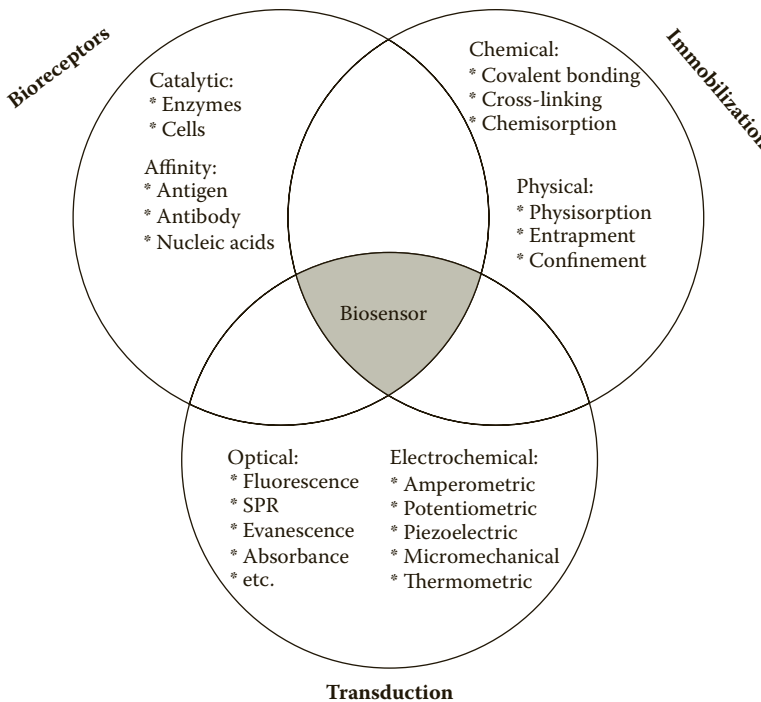 Bioreceptors
Catalytic:
* Enzymes
* Cells
Affinity:
* Antigen
* Antibody
* Nucleic acids
Immobilization
Chemical:
* Covalent bonding
* Cross-linking
* Chemisorption
Physical:
* Physisorption
* Entrapment
* Confinement
Biosensor
Optical:
* Fluorescence
* SPR
* Evanescence
* Absorbance
* etc.
Electrochemical:
* Amperometric
* Potentiometric
* Piezoelectric
* Micromechanical
* Thermometric
Transduction